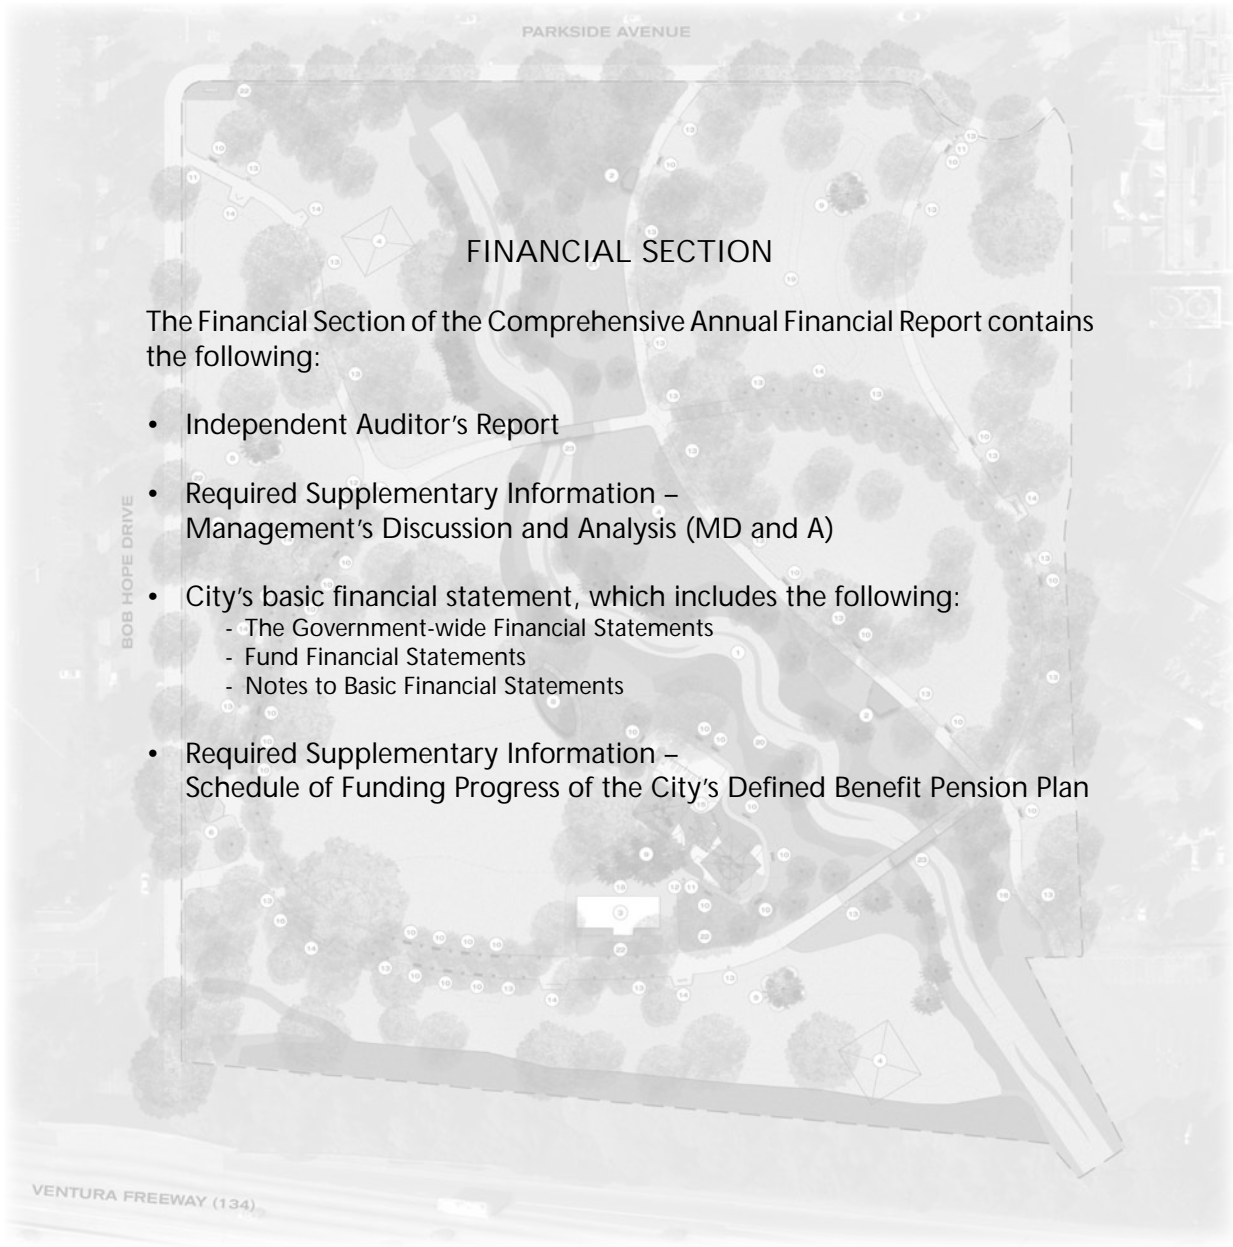 PARKSIDE AVENUE
FINANCIAL SECTION
The Financial Section of the Comprehensive Annual Financial Report contains
the following:
• Independent Auditor's Report
• Required Supplementary Information –
Management's Discussion and Analysis (MD and A)
• City's basic financial statement, which includes the following:
- The Government-wide Financial Statements
- Fund Financial Statements
- Notes to Basic Financial Statements
• Required Supplementary Information –
Schedule of Funding Progress of the City's Defined Benefit Pension Plan
BOB HOPE DRIVE
VENTURA FREEWAY (134)